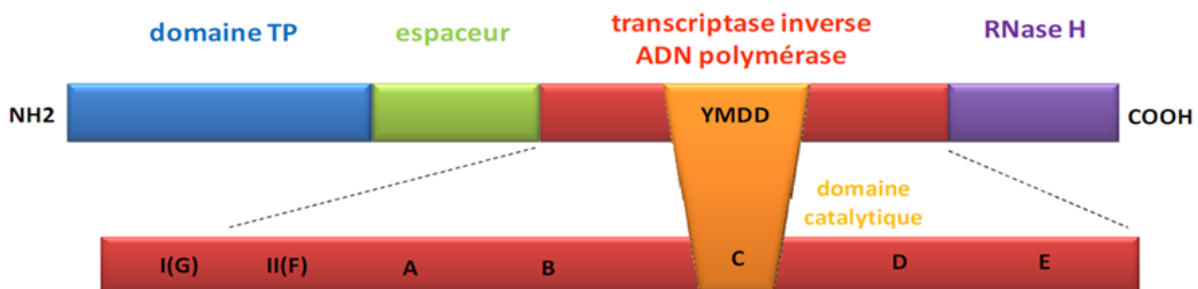 domaine TP
espaceur
transcriptase inverse
ADN polymérase
RNase H
NH2
YMDD
COOH
domaine
catalytique
I(G)
II(F)
A
B
C
D
E